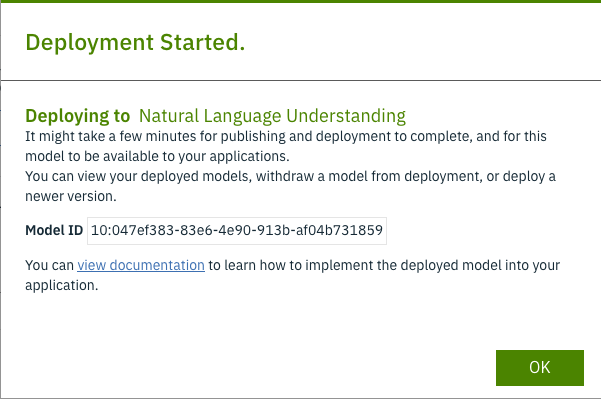 Deployment Started.
Deploying to Natural Language Understanding
It might take a few minutes for publishing and deployment to complete, and for this
model to be available to your applications.
You can view your deployed models, withdraw a model from deployment, or deploy a
newer version.
Model ID 10:047ef383-83e6-4e90-913b-af04b731859
You can view documentation to learn how to implement the deployed model into your
application.
OK